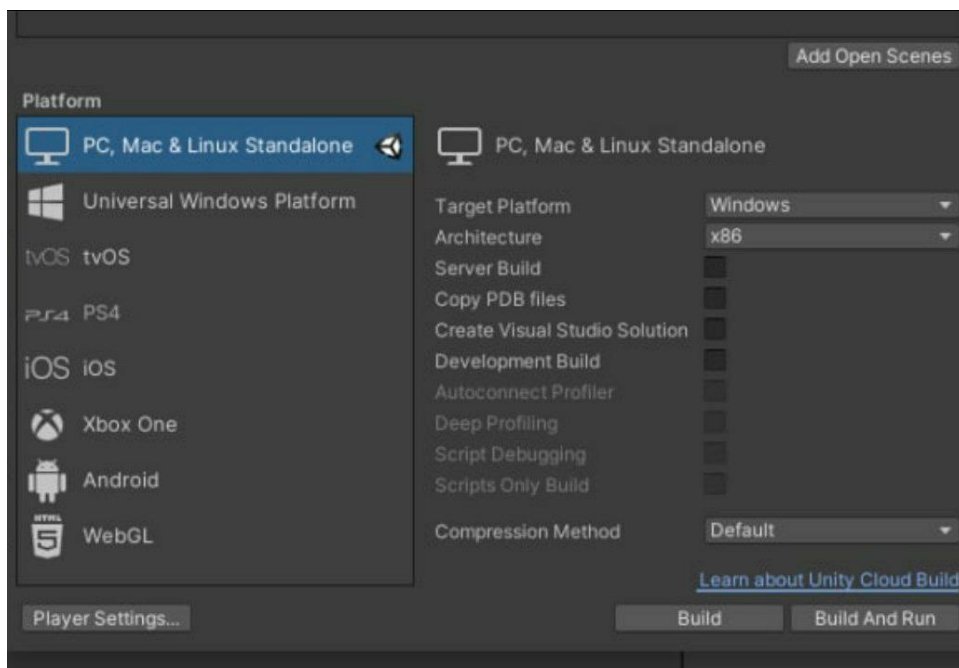 Add Open Scenes
Platform
PC, Mac & Linux Standalone
Universal Windows Platform
tvOS tvOS
PS4 PS4
iOS iOS
Xbox One
Android
HTML 5 WebGL
PC, Mac & Linux Standalone
Target Platform Windows
Architecture x86
Server Build
Copy PDB files
Create Visual Studio Solution
Development Build
Autoconnect Profiler
Deep Profiling
Script Debugging
Scripts Only Build
Compression Method Default
Learn about Unity Cloud Build
Player Settings...
Build
Build And Run